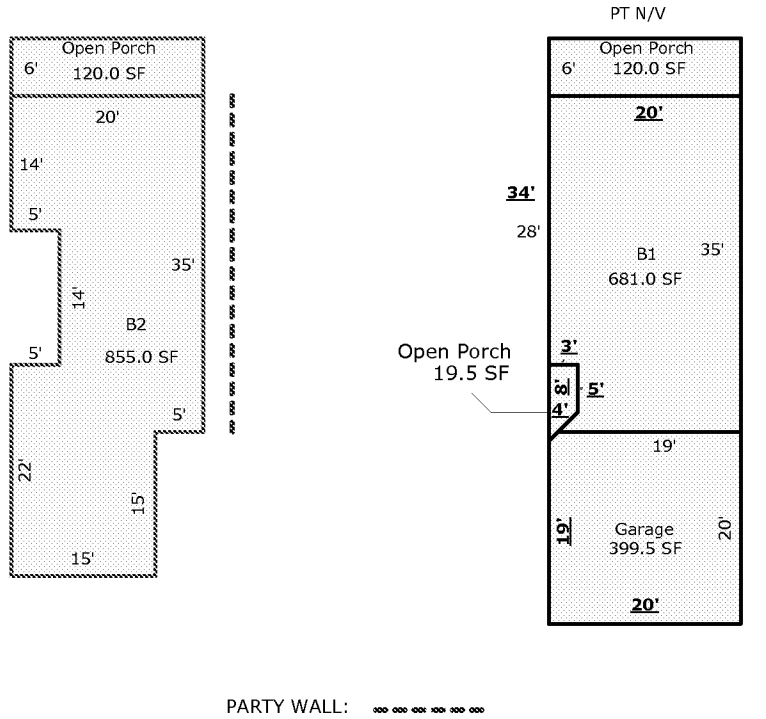 PT N/V
Open Porch
6'
120.0 SF
20'
14'
5'
35'
14'
B2
855.0 SF
5'
5'
22'
15'
15'
Open Porch
6'
120.0 SF
20'
34'
28'
B1
35'
681.0 SF
3'
Open Porch
19.5 SF
8'
5'
4'
19'
19'
Garage
399.5 SF
20'
20'
PARTY WALL: